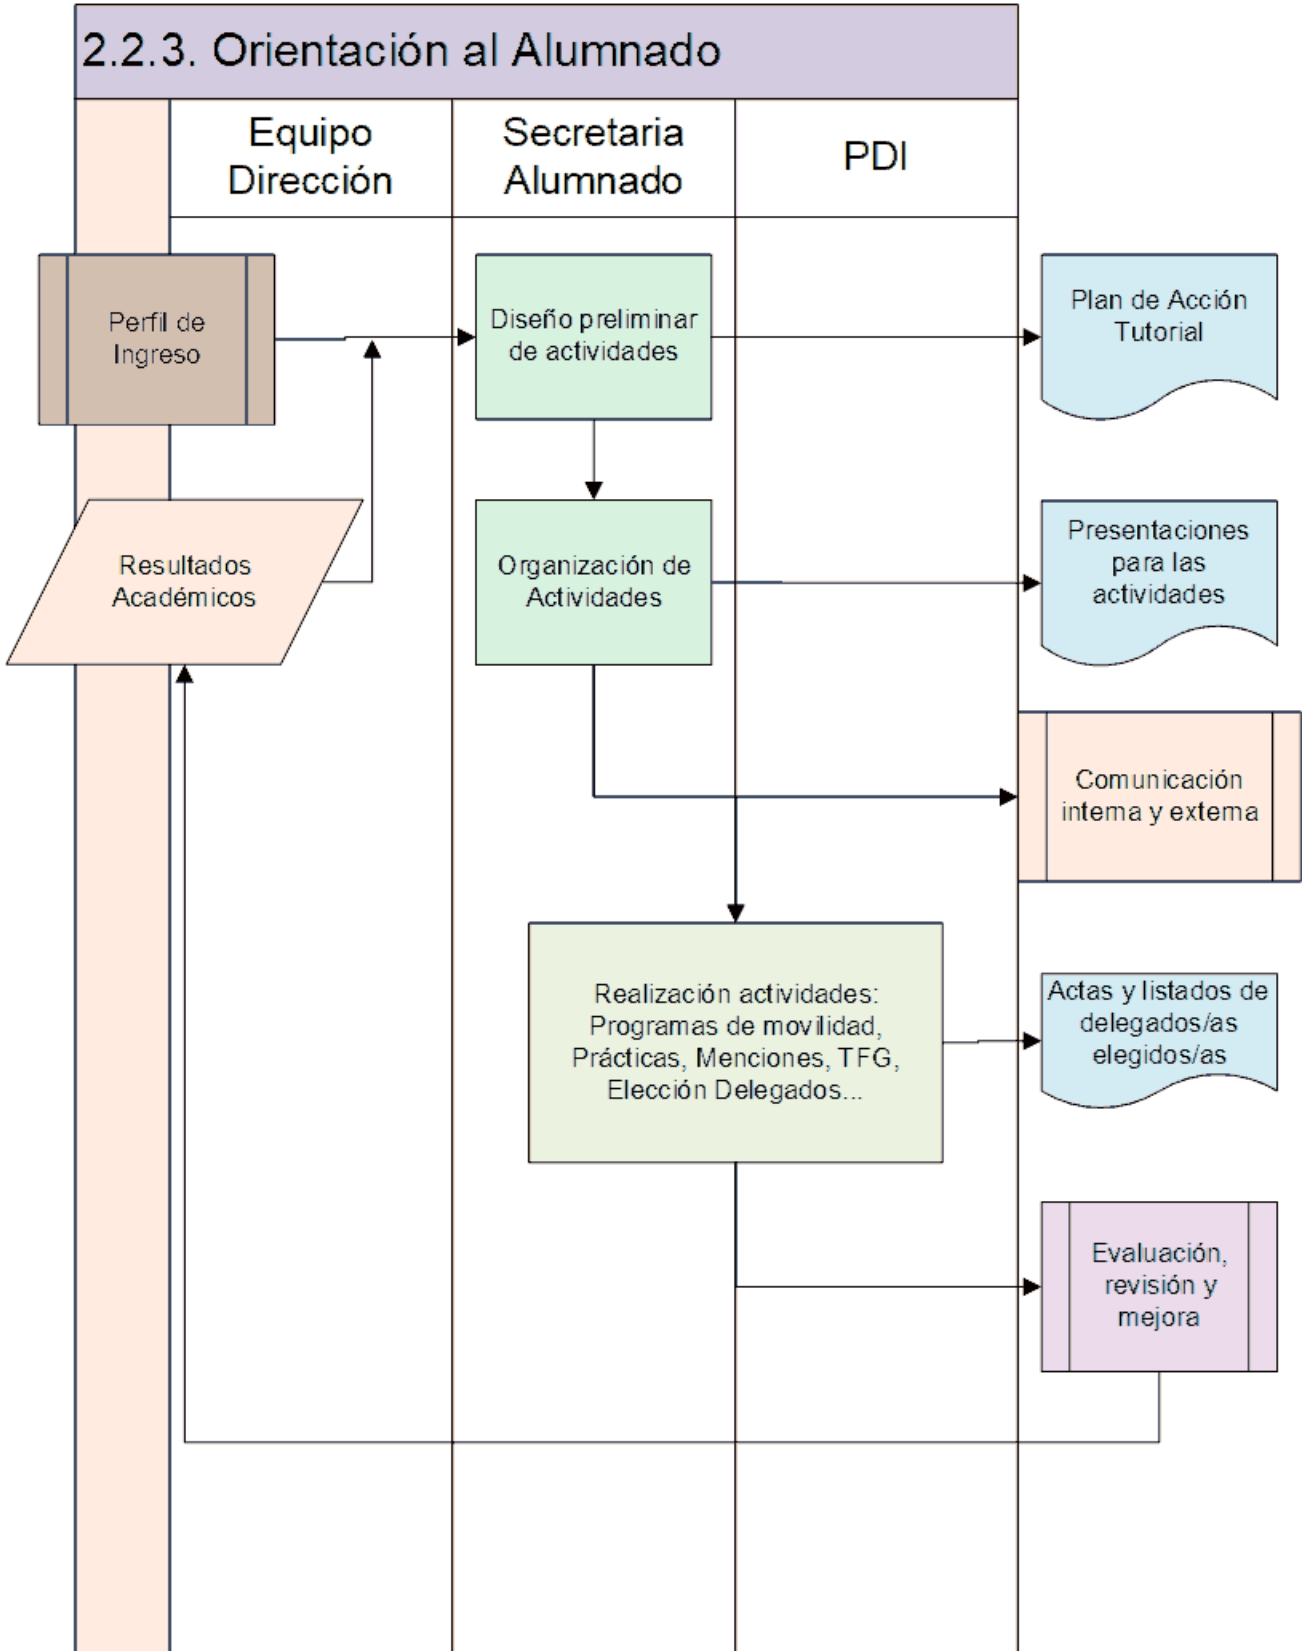 2.2.3. Orientación al Alumnado
Equipo
Dirección
Secretaria
Alumnado
PDI
Perfil de
Ingreso
Diseño preliminar
de actividades
Plan de Acción
Tutorial
Resultados
Académicos
Organización de
Actividades
Presentaciones
para las
actividades
Comunicación
interna y externa
Realización actividades:
Programas de movilidad,
Prácticas, Menciones, TFG,
Elección Delegados...
Actas y listados de
delegados/as
elegidos/as
Evaluación,
revisión y
mejora